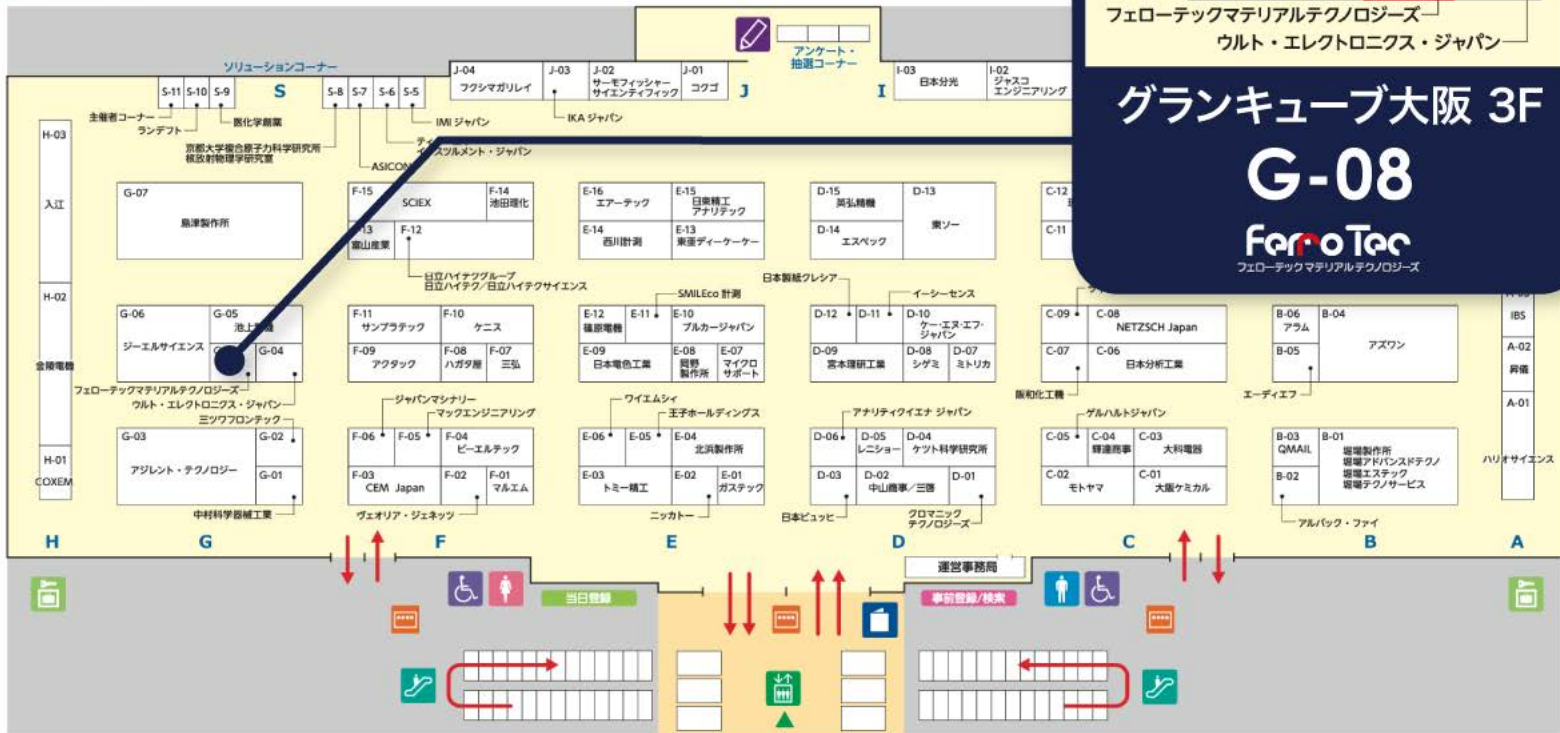 フェローテックマテリアルテクノロジーズ
ウルト・エレクトロニクス・ジャパン
グランキューブ大阪 3F
G-08
FerroTec
フェローテックマテリアルテクノロジーズ
アンケート・
抽選コーナー
ソリューションコーナー
S-11
S-10
S-9
S
S-8
S-7
S-6
S-5
主催者コーナー
ランデフト
医化学創薬
京都大学複合原子力科学研究所
核放射物理学研究室
ASICON
IMI ジャパン
J-04
フクシマガリレイ
J-03
IKA ジャパン
J-02
サーモフィッシャー
サイエンティフィック
J-01
コクゴ
J
I
I-03
日本分光
I-02
ジャスコ
エンジニアリング
H-03
入江
H-02
金陵電機
H-01
COXEM
G-07
島津製作所
F-15
SCIEX
F-14
池田理化
富山産業
F-12
日立ハイテクグループ
日立ハイテク/日立ハイテクサイエンス
E-16
エアーテック
E-15
日東精工
アナリテック
E-14
西川計測
E-13
東亜ディーケーケー
D-15
英弘精機
D-13
東ソー
D-14
エスペック
C-12
C-11
G-06
ジーエルサイエンス
G-05
G-04
フェローテックマテリアルテクノロジーズ
ウルト・エレクトロニクス・ジャパン
F-11
サンプラテック
F-10
ケニス
F-09
アクタック
F-08
ハガタ屋
F-07
三弘
SMILEco 計測
E-12
篠原電機
E-11
E-10
ブルカージャパン
E-09
日本電色工業
E-08
岡野
製作所
E-07
マイクロ
サポート
日本製紙クレシア
イーシーセンス
D-12
D-11
D-10
ケー・エヌ・エフ・
ジャパン
D-09
宮本理研工業
D-08
シゲミ
D-07
ミトリカ
C-09
C-08
NETZSCH Japan
C-07
C-06
日本分析工業
阪和化工機
B-06
アラム
B-04
アズワン
B-05
エーディエフ
IBS
A-02
昇儀
A-01
ハリオサイエンス
三ツワフロンテック
G-03
アジレント・テクノロジー
G-02
G-01
中村科学器械工業
ジャパンマシナリー
マックエンジニアリング
F-06
F-05
F-04
ビーエルテック
F-03
CEM Japan
F-02
F-01
マルエム
ヴェオリア・ジェネッツ
ワイエムシィ
王子ホールディングス
E-06
E-05
E-04
北浜製作所
E-03
トミー精工
E-02
E-01
ガステック
ニッカトー
アナリティクイエナ ジャパン
D-06
D-05
レニショー
D-04
ケツト科学研究所
D-03
D-02
中山商事/三啓
D-01
日本ビュッヒ
クロマニック
テクノロジーズ
ゲルハルトジャパン
C-05
C-04
輝達商事
C-03
大科電器
C-02
モトヤマ
C-01
大阪ケミカル
B-03
QMAIL
B-01
堀場製作所
堀場アドバンスドテクノ
堀場エステック
堀場テクノサービス
B-02
アルバック・ファイ
H
G
F
E
D
C
B
A
運営事務局
当日登録
事前登録/検索